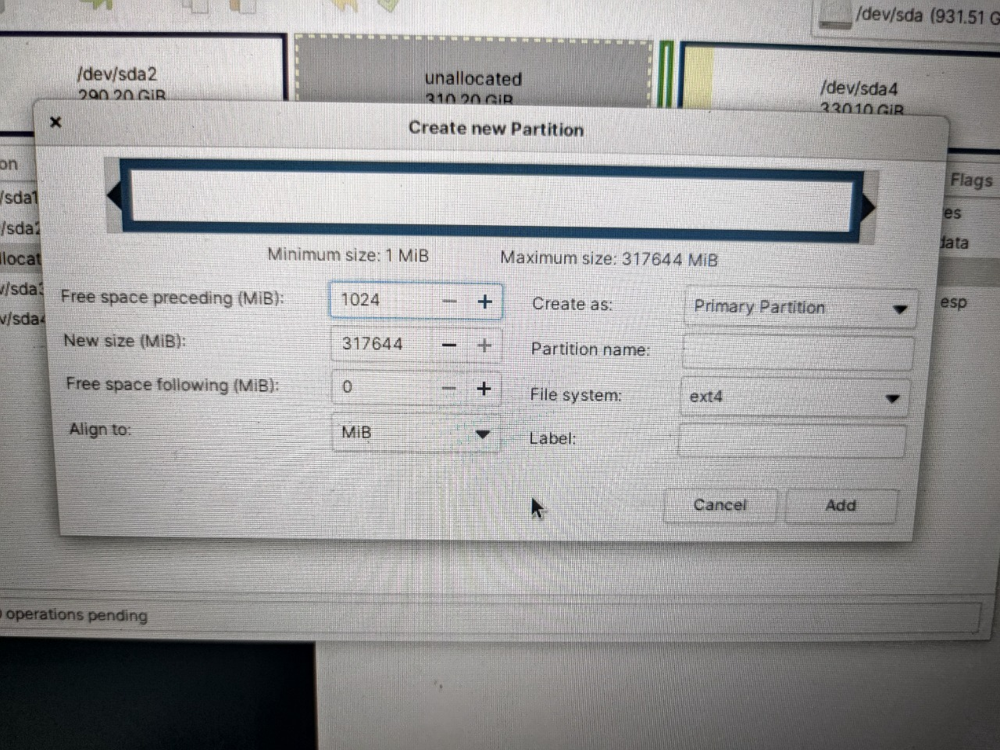 /dev/sda (931.51 G
/dev/sda2
290.20 GiB
unallocated
310.20 GiB
/dev/sda4
330.10 GiB
Create new Partition
on
Flags
/sda1
es
/sda2
data
llocat
/sda3
esp
/sda4
Minimum size: 1 MiB
Maximum size: 317644 MiB
Free space preceding (MiB):
1024
Create as:
Primary Partition
New size (MiB):
317644
Partition name:
Free space following (MiB):
0
File system:
ext4
Align to:
MiB
Label:
Cancel
Add
operations pending